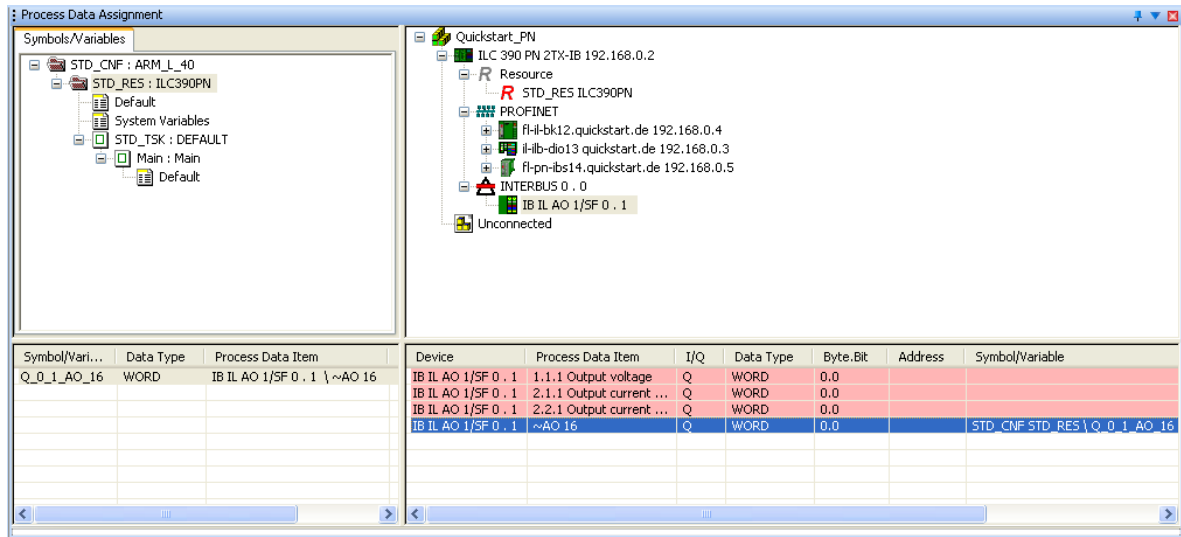 Process Data Assignment
Symbols/Variables
STD_CNF : ARM_L_40
STD_RES : ILC390PN
Default
System Variables
STD_TSK : DEFAULT
Main : Main
Default
Quickstart_PN
ILC 390 PN 2TX-IB 192.168.0.2
Resource
STD_RES ILC390PN
PROFINET
fl-il-bk12.quickstart.de 192.168.0.4
il-ilb-dio13 quickstart.de 192.168.0.3
fl-pn-ibs14.quickstart.de 192.168.0.5
INTERBUS 0 . 0
IB IL AO 1/SF 0 . 1
Unconnected
Symbol/Vari... Data Type Process Data Item
Q_0_1_AO_16 WORD IB IL AO 1/SF 0 . 1 \ ~AO 16
Device Process Data Item I/Q Data Type Byte.Bit Address Symbol/Variable
IB IL AO 1/SF 0 . 1 1.1.1 Output voltage Q WORD 0.0
IB IL AO 1/SF 0 . 1 2.1.1 Output current ... Q WORD 0.0
IB IL AO 1/SF 0 . 1 2.2.1 Output current ... Q WORD 0.0
IB IL AO 1/SF 0 . 1 ~AO 16 Q WORD 0.0 STD_CNF STD_RES \ Q_0_1_AO_16